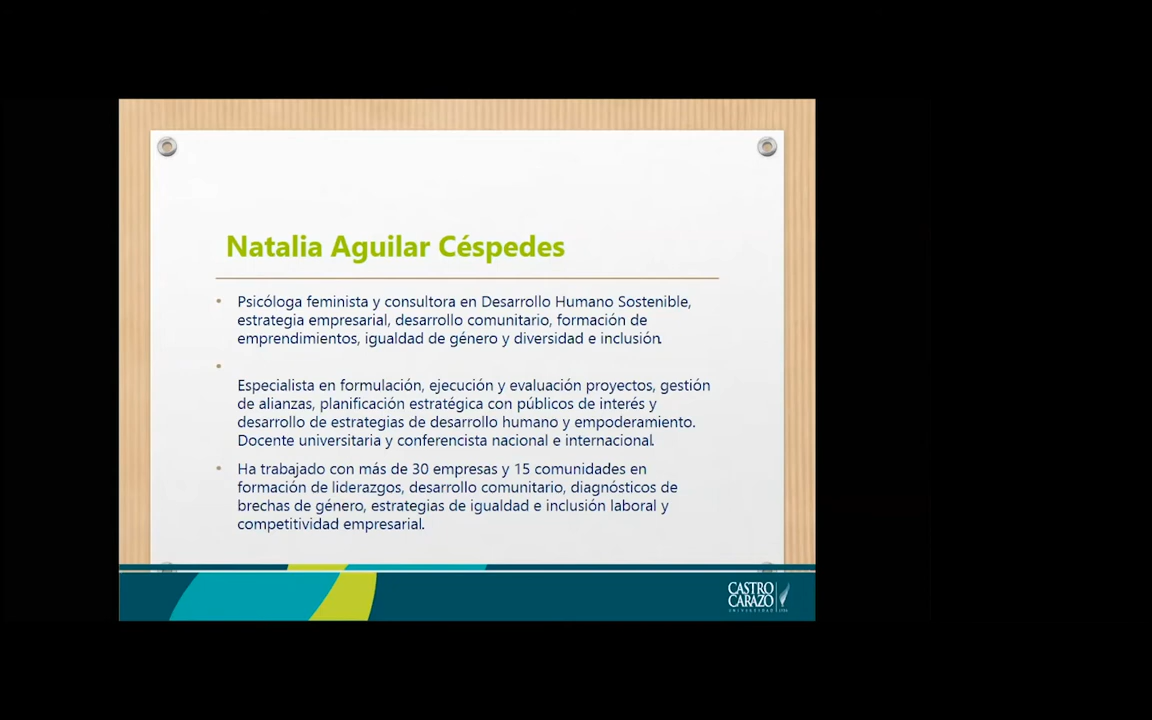 Natalia Aguilar Céspedes
• Psicóloga feminista y consultora en Desarrollo Humano Sostenible,
estrategia empresarial, desarrollo comunitario, formación de
emprendimientos, igualdad de género y diversidad e inclusión.
•
Especialista en formulación, ejecución y evaluación proyectos, gestión
de alianzas, planificación estratégica con públicos de interés y
desarrollo de estrategias de desarrollo humano y empoderamiento.
Docente universitaria y conferencista nacional e internacional.
• Ha trabajado con más de 30 empresas y 15 comunidades en
formación de liderazgos, desarrollo comunitario, diagnósticos de
brechas de género, estrategias de igualdad e inclusión laboral y
competitividad empresarial.
CASTRO
CARAZO
UNIVERSIDAD